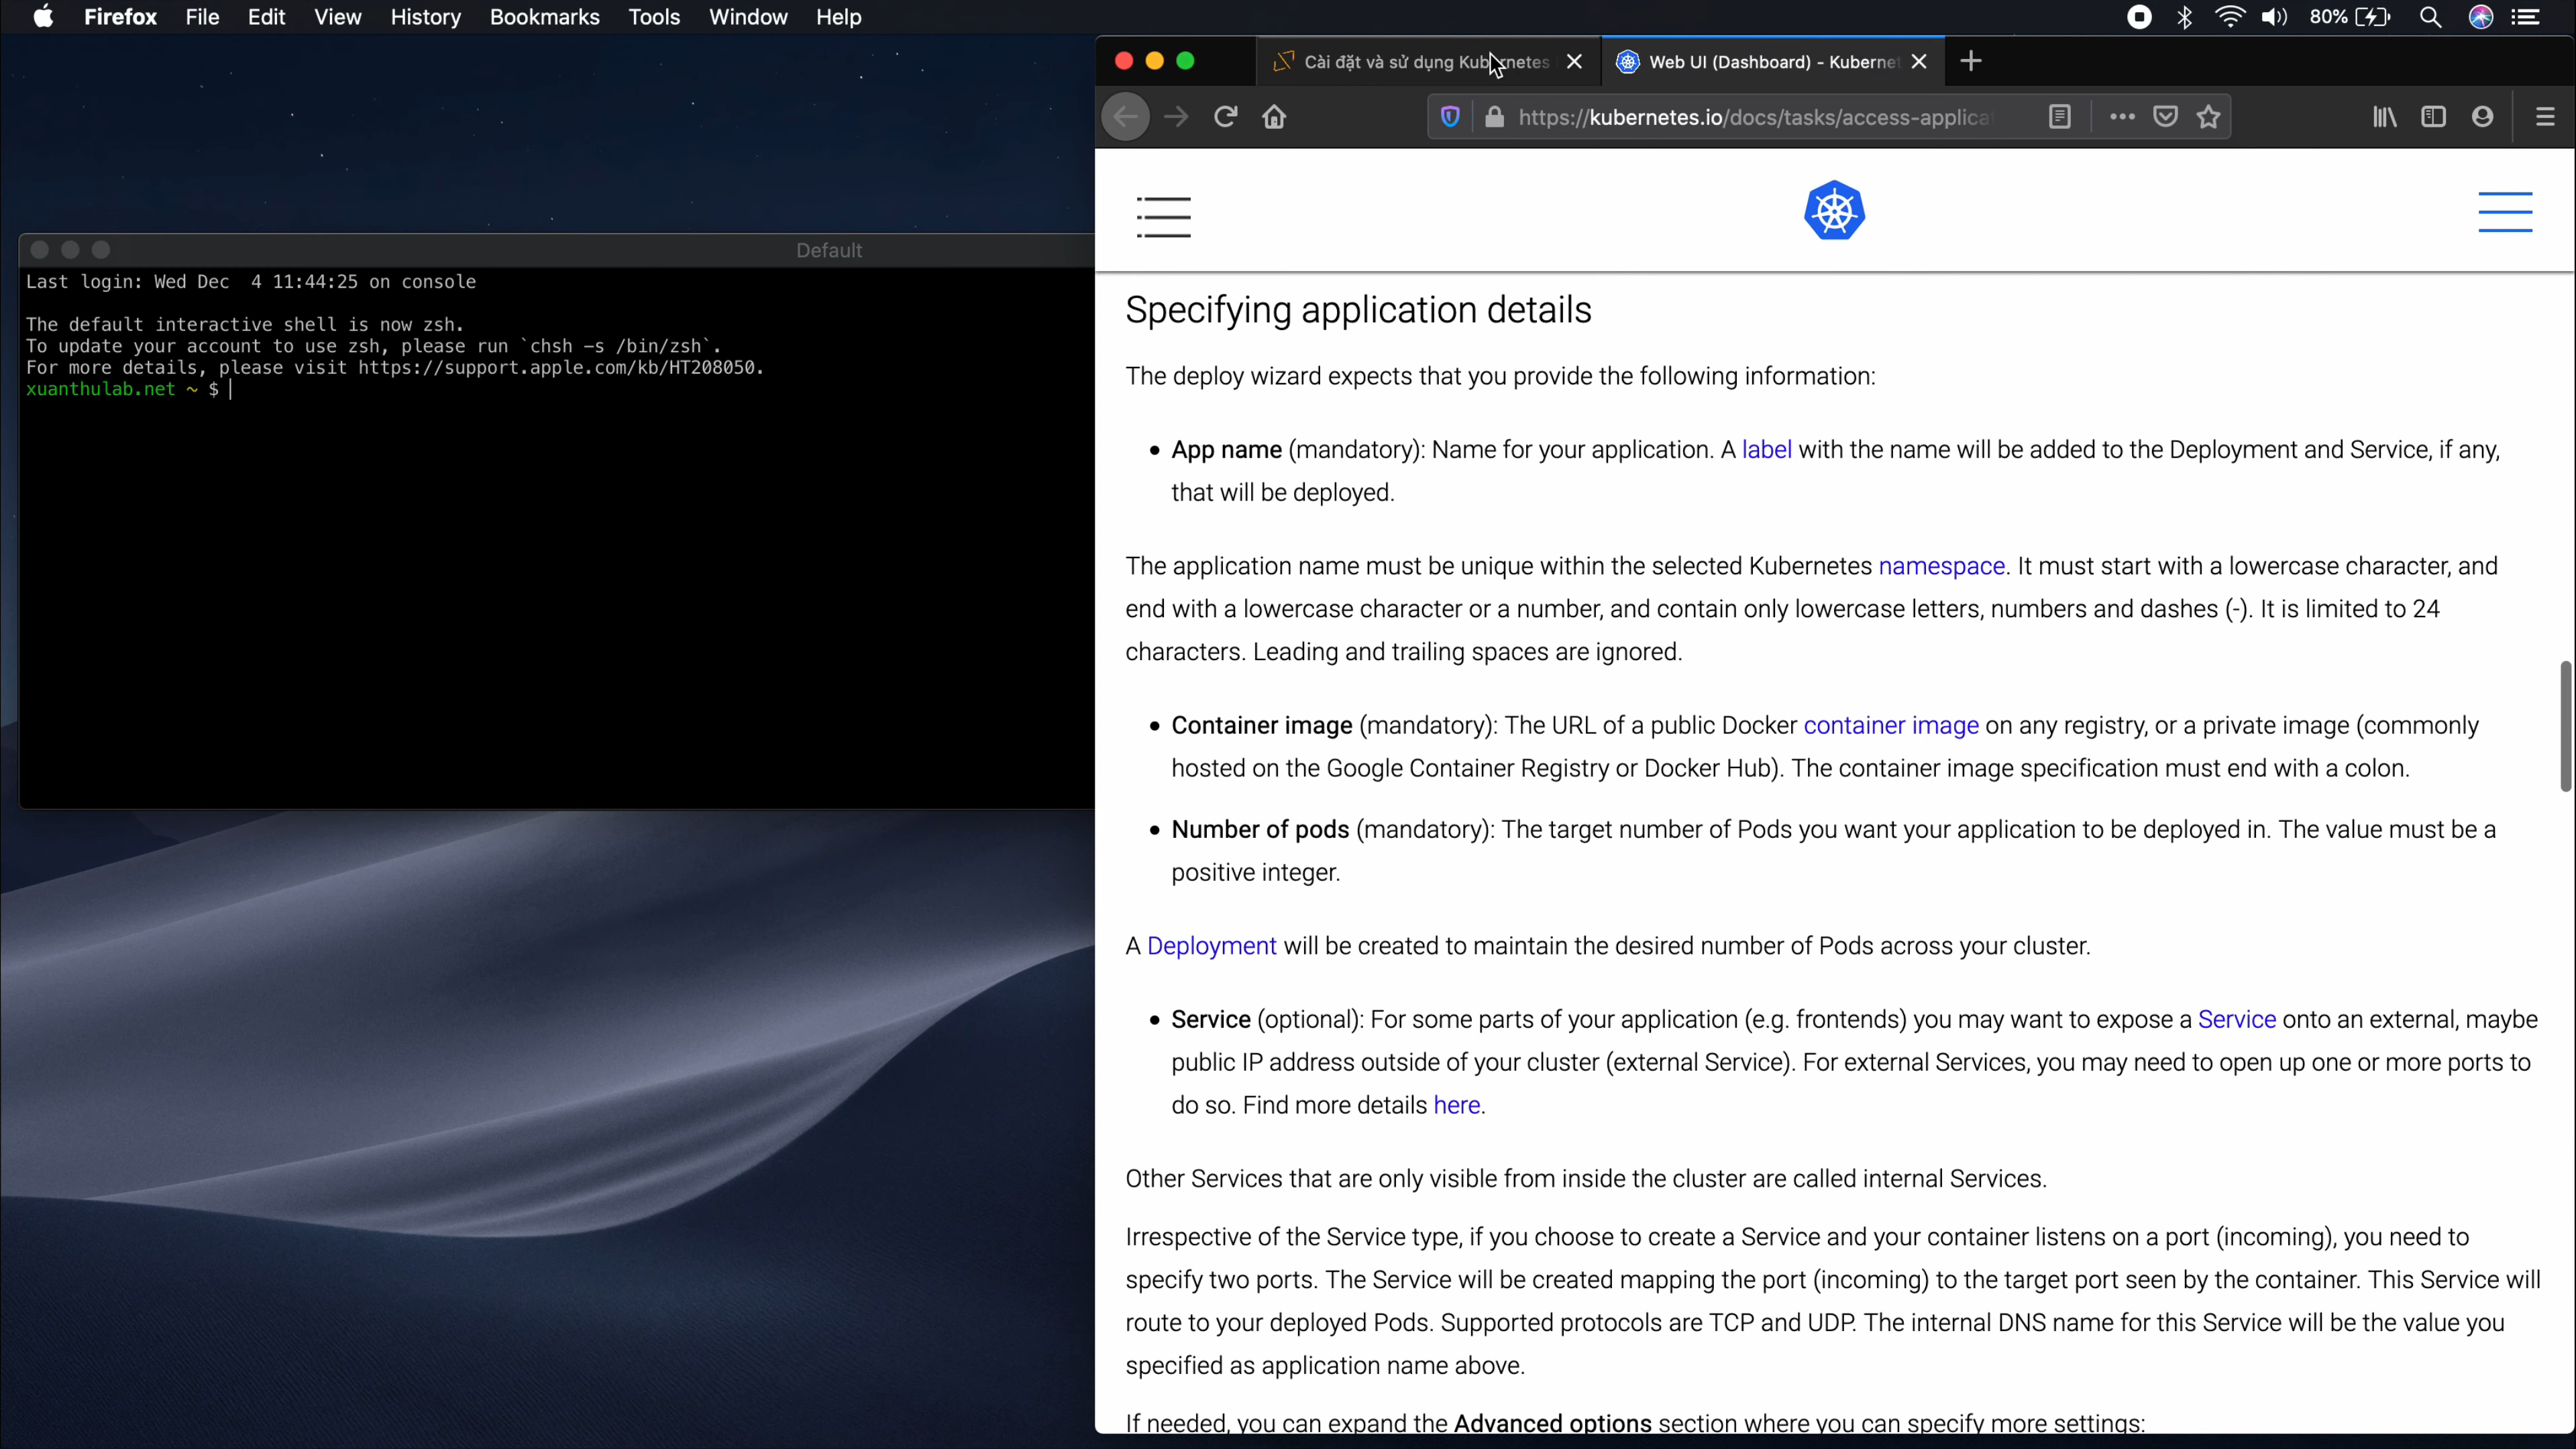 Firefox File Edit View History Bookmarks Tools Window Help
80%
Default
Last login: Wed Dec  4 11:44:25 on console
The default interactive shell is now zsh.
To update your account to use zsh, please run `chsh -s /bin/zsh`.
For more details, please visit https://support.apple.com/kb/HT208050.
xuanthulab.net ~ $
Cài đặt và sử dụng Kubernetes
Web UI (Dashboard) - Kubernet
https://kubernetes.io/docs/tasks/access-applica
Specifying application details
The deploy wizard expects that you provide the following information:
• App name (mandatory): Name for your application. A label with the name will be added to the Deployment and Service, if any,
that will be deployed.
The application name must be unique within the selected Kubernetes namespace. It must start with a lowercase character, and
end with a lowercase character or a number, and contain only lowercase letters, numbers and dashes (-). It is limited to 24
characters. Leading and trailing spaces are ignored.
• Container image (mandatory): The URL of a public Docker container image on any registry, or a private image (commonly
hosted on the Google Container Registry or Docker Hub). The container image specification must end with a colon.
• Number of pods (mandatory): The target number of Pods you want your application to be deployed in. The value must be a
positive integer.
A Deployment will be created to maintain the desired number of Pods across your cluster.
• Service (optional): For some parts of your application (e.g. frontends) you may want to expose a Service onto an external, maybe
public IP address outside of your cluster (external Service). For external Services, you may need to open up one or more ports to
do so. Find more details here.
Other Services that are only visible from inside the cluster are called internal Services.
Irrespective of the Service type, if you choose to create a Service and your container listens on a port (incoming), you need to
specify two ports. The Service will be created mapping the port (incoming) to the target port seen by the container. This Service will
route to your deployed Pods. Supported protocols are TCP and UDP. The internal DNS name for this Service will be the value you
specified as application name above.
If needed, you can expand the Advanced options section where you can specify more settings: